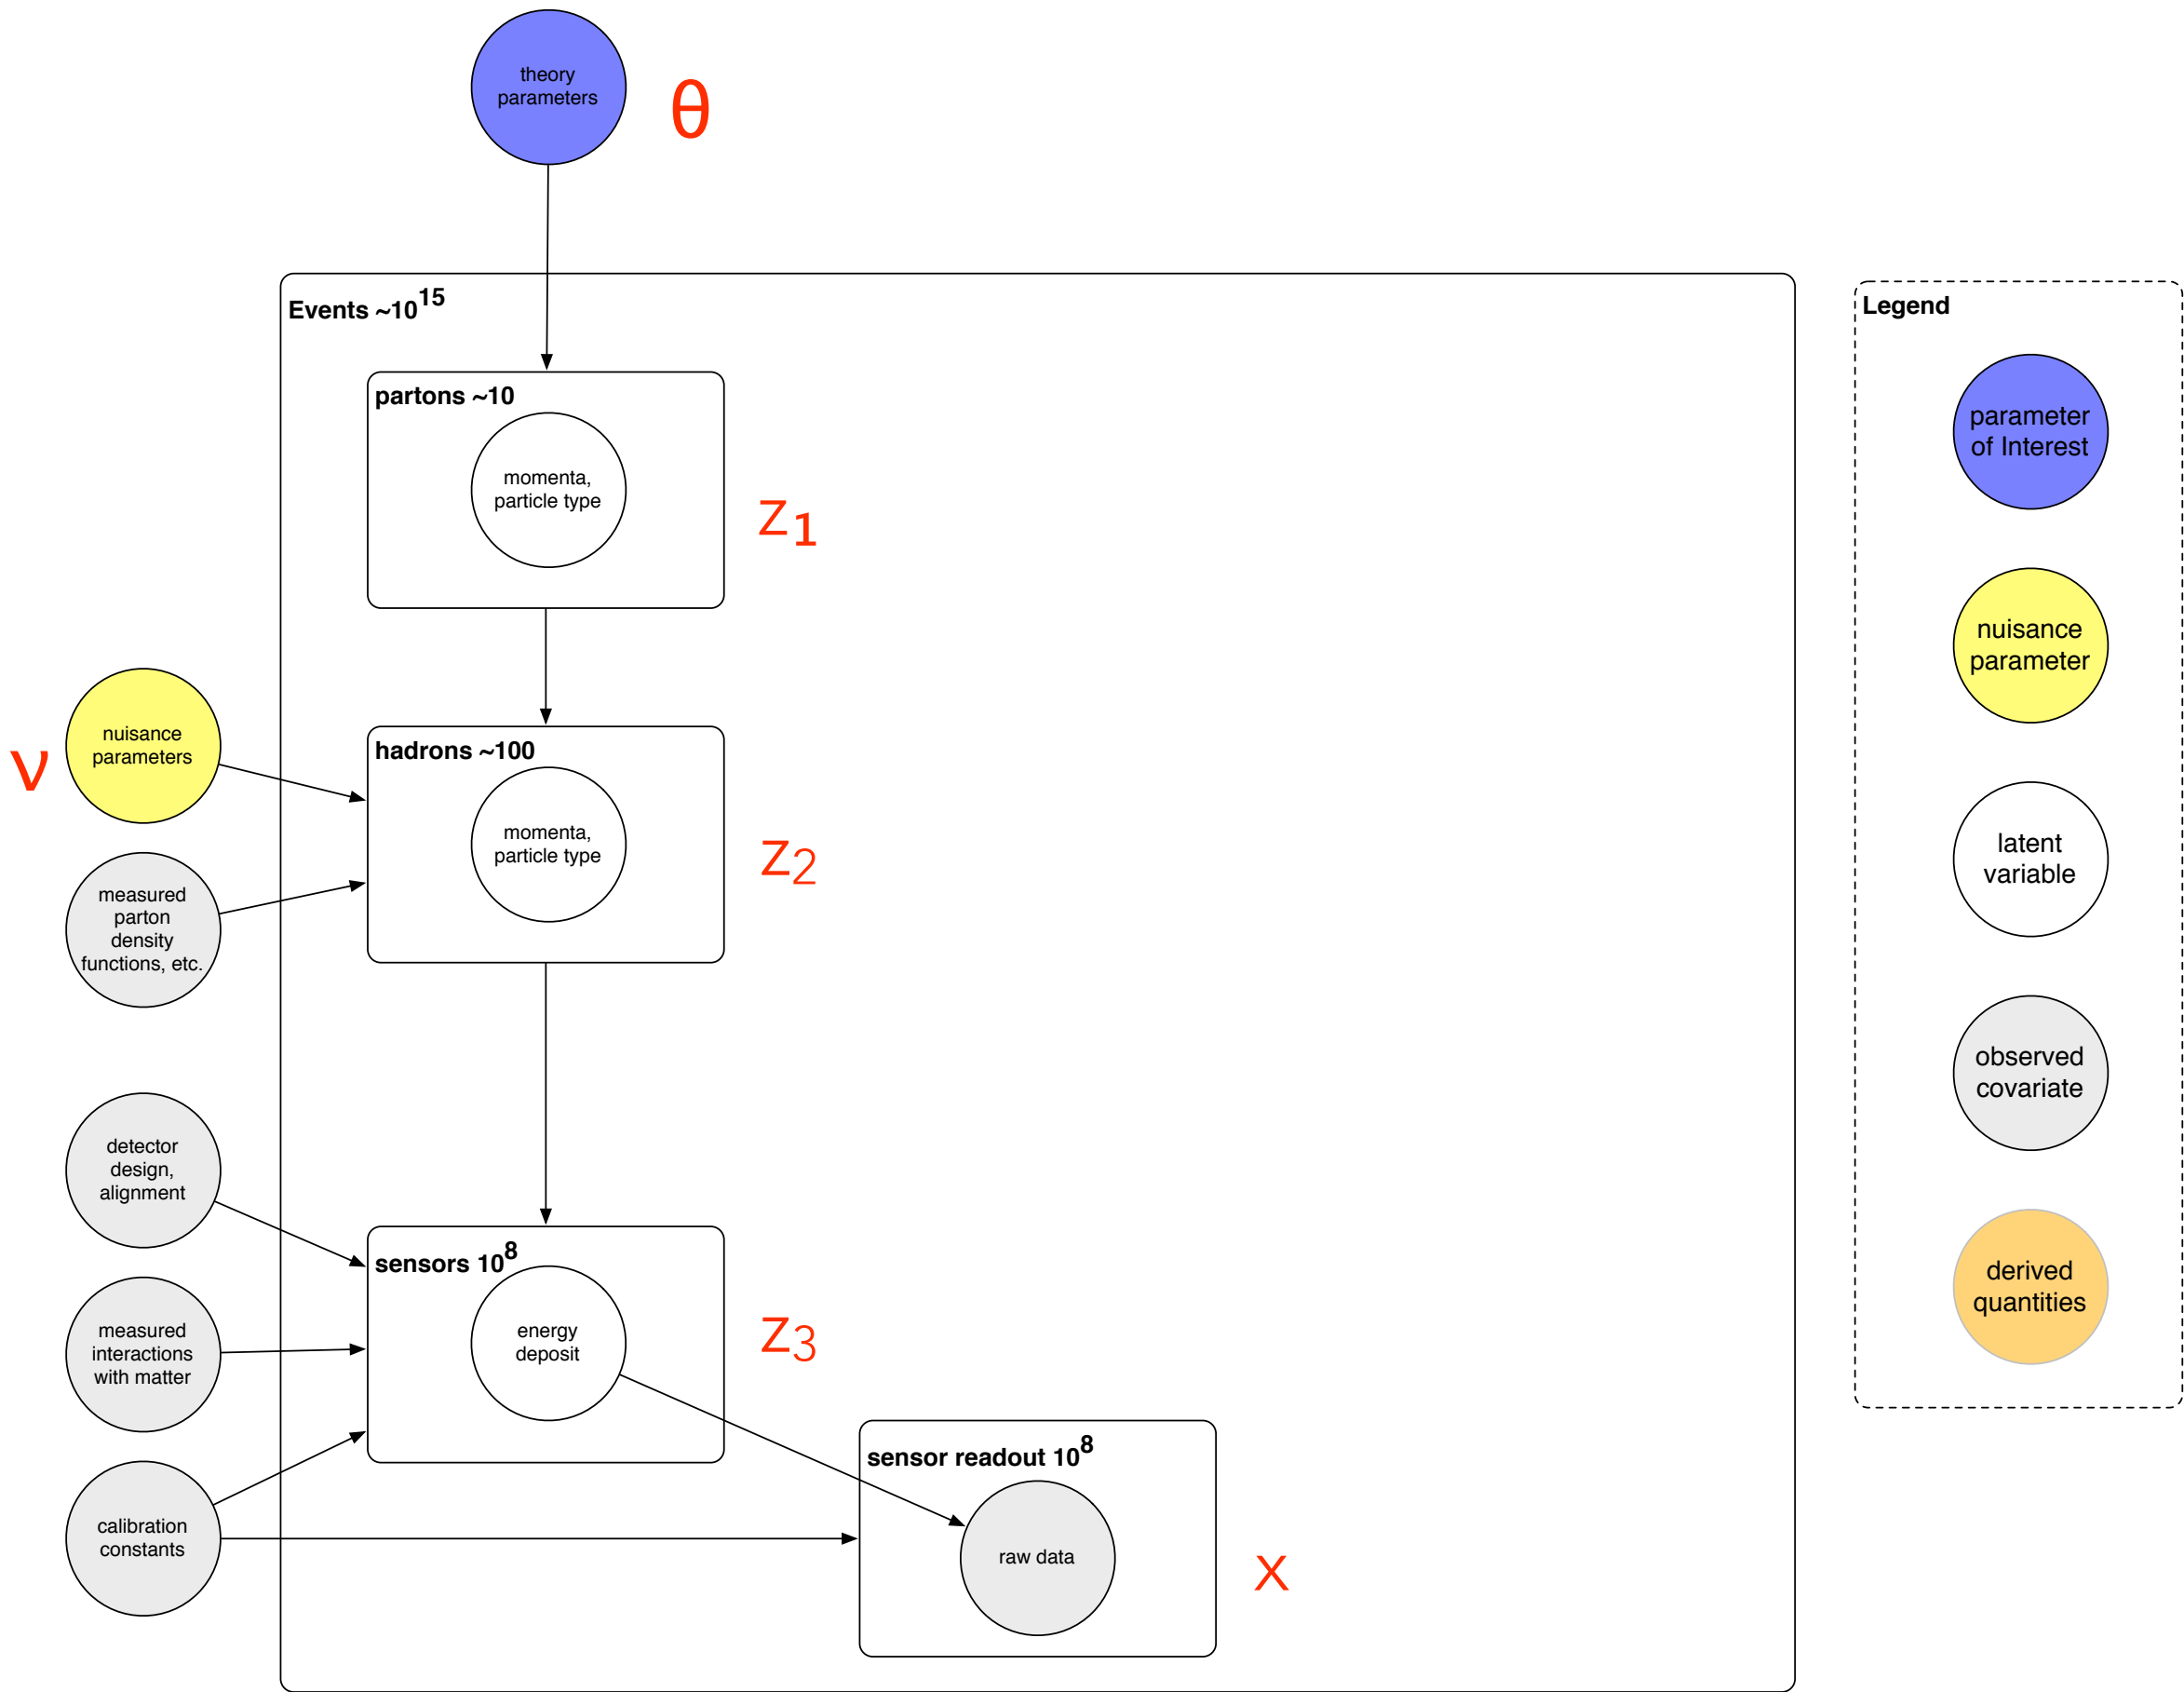 theory
parameters
θ
Events ~10^15
partons ~10
momenta,
particle type
z1
nuisance
parameters
ν
hadrons ~100
momenta,
particle type
z2
measured
parton
density
functions, etc.
detector
design,
alignment
sensors 10^8
energy
deposit
z3
measured
interactions
with matter
calibration
constants
sensor readout 10^8
raw data
x
Legend
parameter
of Interest
nuisance
parameter
latent
variable
observed
covariate
derived
quantities